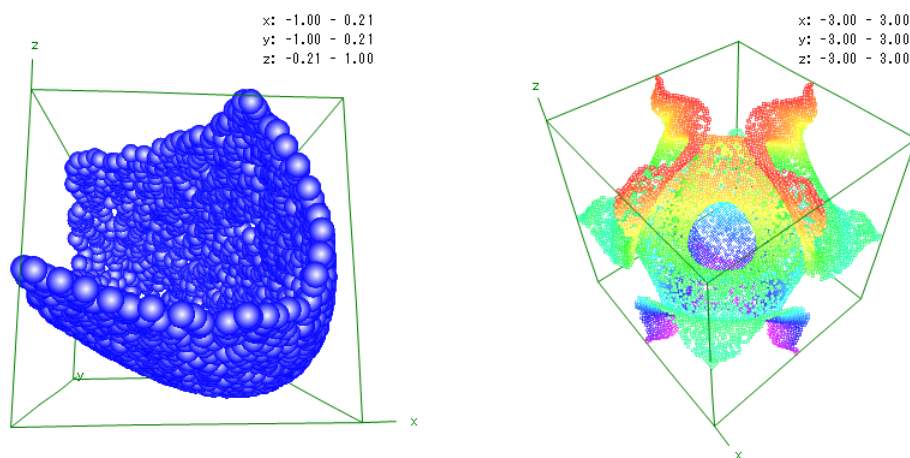 x: -1.00 - 0.21
y: -1.00 - 0.21
z: -0.21 - 1.00
z
y
x
x: -3.00 - 3.00
y: -3.00 - 3.00
z: -3.00 - 3.00
z
x